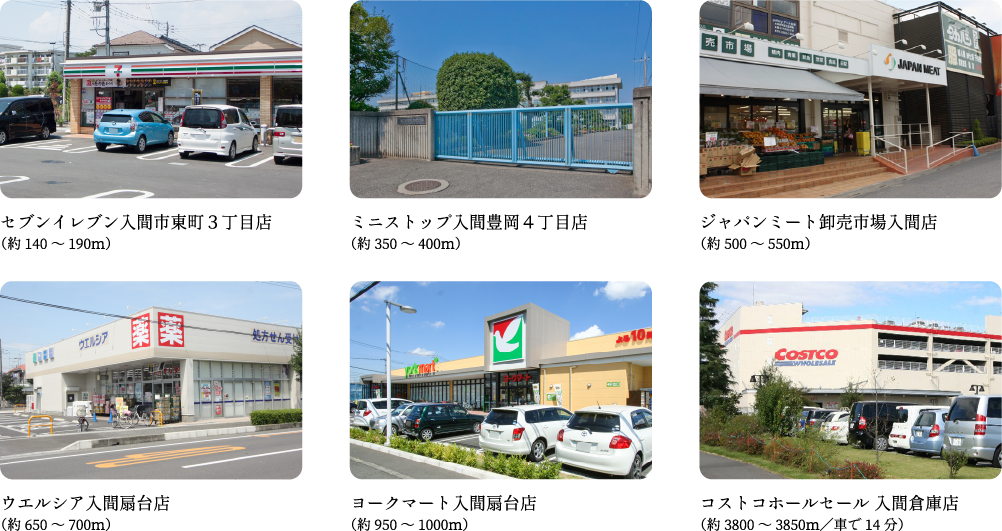 売市場
JAPAN MEAT
セブンイレブン入間市東町３丁目店
（約 140 〜 190m）
ミニストップ入間豊岡４丁目店
（約 350 〜 400m）
ジャパンミート卸売市場入間店
（約 500 〜 550m）
ウエルシア
薬薬
処方せん
mart
COSTCO
WHOLESALE
ウエルシア入間扇台店
（約 650 〜 700m）
ヨークマート入間扇台店
（約 950 〜 1000m）
コストコホールセール 入間倉庫店
（約 3800 〜 3850m／車で 14 分）